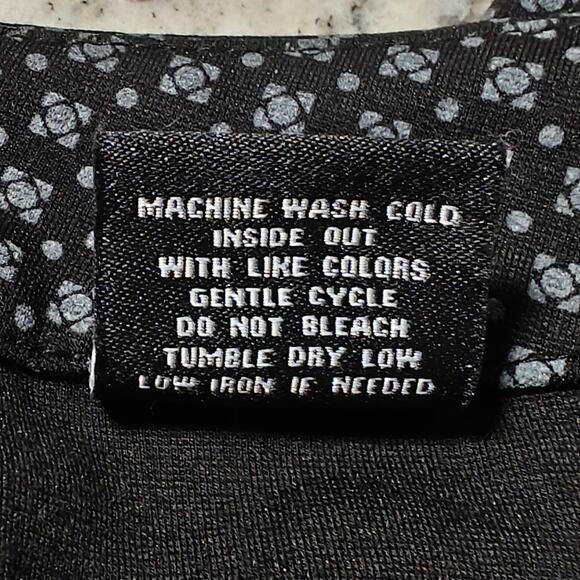 MACHINE WASH COLD
INSIDE OUT
WITH LIKE COLORS
GENTLE CYCLE
DO NOT BLEACH
TUMBLE DRY LOW
LOW IRON IF NEEDED